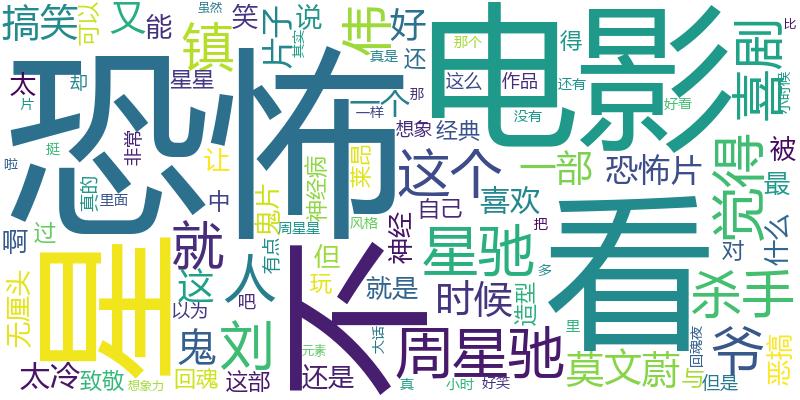 搞笑
可以
又
能
虽然
笑
片子
其实
说
伟
好
还
真是
那个
得
电影
喜剧
比
小时候
镇
太
片
却
星星
恐怖
一个
那
一样
这么
作品
还有
没有
好看
想象
经典
啦
挺
非常
真的
里面
让
中
鬼片
神经病
莱昂
这个
一部
恐怖片
觉得
被
最
啊
过
星
就
周星星
有点
风格
神经
自己
喜欢
把
看
对
什么
无厘头
这
人
但
不
星驰
多
玩
就是
时候
造型
杀手
以为
吧
鬼
刘
元素
大话
周星驰
里
回魂夜
爷
恶搞
太冷
致敬
想象力
回魂
这部
还是
真
小时
好笑
莫文蔚
与
但是